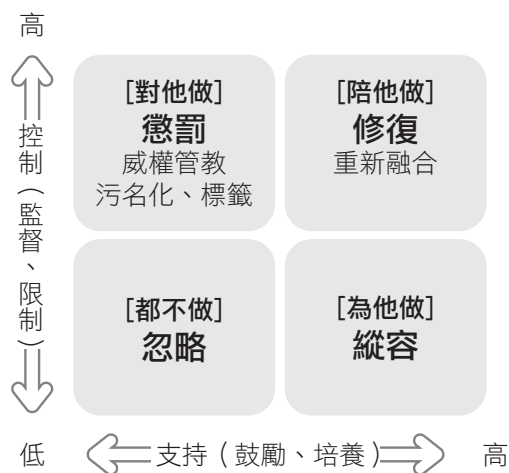 高
控制（監督、限制）
[對他做]
懲罰
威權管教
污名化、標籤
[陪他做]
修復
重新融合
[都不做]
忽略
[為他做]
縱容
低
支持（鼓勵、培養）
高